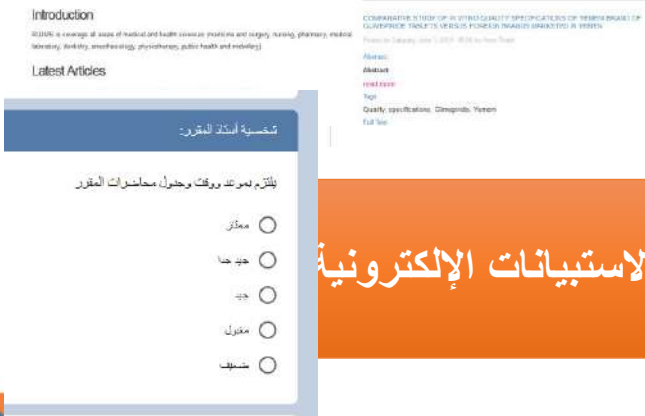 Introduction
RUJMS is coverage all areas of medical and health sciences (medicine and surgery, nursing, pharmacy, medical
laboratory, dentistry, anesthesiology, physiotherapy, public health and midwifery)
Latest Articles
COMPARATIVE STUDY OF IN VITRO QUALITY SPECIFICATIONS OF YEMENI BRAND OF
GLIMEPIRIDE TABLETS VERSUS FOREIGN BRANDS MARKETED IN YEMEN
Abstract
Abstract
read more
Tags
Quality, specifications, Glimepiride, Yemen
Full Text
شخصية أستاذ المقرر:
يلتزم بموعد ووقت وجدول محاضرات المقرر
ممتاز
جيد جدا
جيد
مقبول
ضعيف
لاستبيانات الإلكترونية